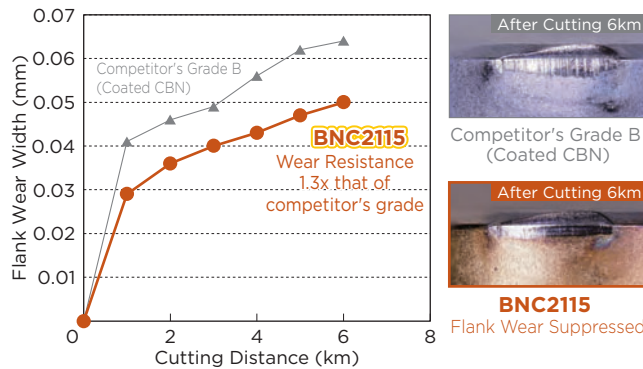 0.07
0.06
0.05
0.04
0.03
0.02
0.01
0
2
4
6
8
Flank Wear Width (mm)
Cutting Distance (km)
Competitor's Grade B
(Coated CBN)
BNC2115
Wear Resistance
1.3x that of
competitor's grade
After Cutting 6km
Competitor's Grade B
(Coated CBN)
After Cutting 6km
BNC2115
Flank Wear Suppressed